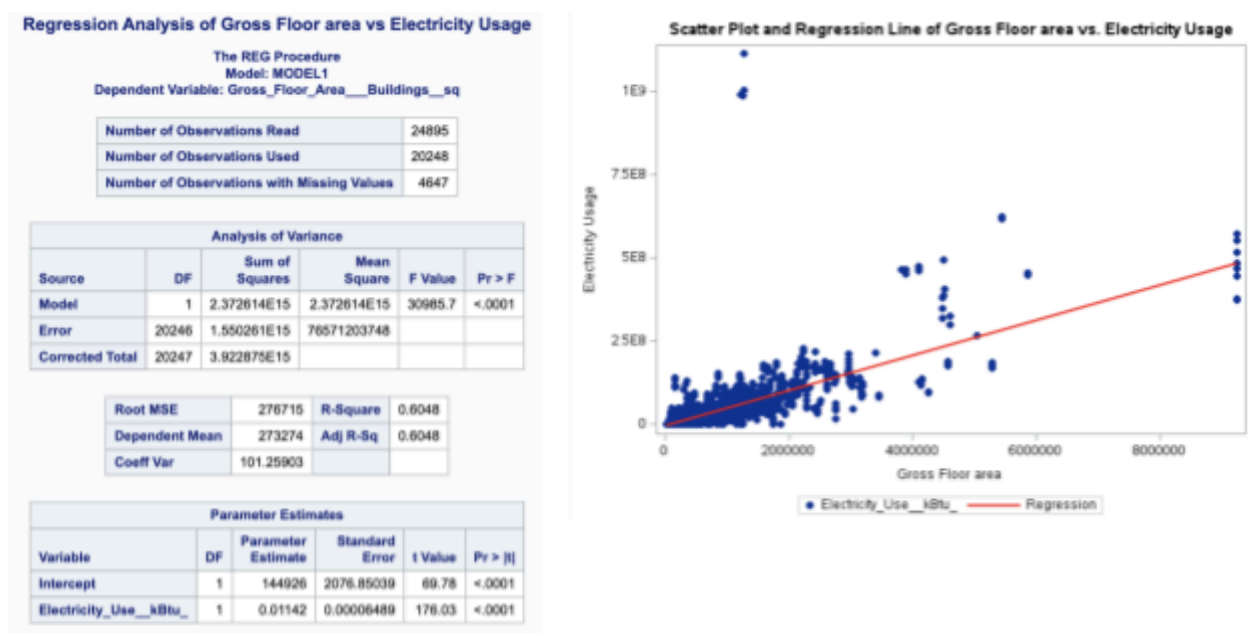 Regression Analysis of Gross Floor area vs Electricity Usage
The REG Procedure
Model: MODEL1
Dependent Variable: Gross_Floor_Area___Buildings__sq
Number of Observations Read 24895
Number of Observations Used 20248
Number of Observations with Missing Values 4647
Analysis of Variance
Source DF Sum of Squares Mean Square F Value Pr > F
Model 1 2.372614E15 2.372614E15 30985.7 <.0001
Error 20246 1.550261E15 76571203748
Corrected Total 20247 3.922875E15
Root MSE 276715 R-Square 0.6048
Dependent Mean 273274 Adj R-Sq 0.6048
Coeff Var 101.25903
Parameter Estimates
Variable DF Parameter Estimate Standard Error t Value Pr > |t|
Intercept 1 144926 2076.85039 69.78 <.0001
Electricity_Use__kBtu_ 1 0.01142 0.00006489 176.03 <.0001
Scatter Plot and Regression Line of Gross Floor area vs. Electricity Usage
Electricity Usage
1E9
7.5E8
5E8
2.5E8
0
0 2000000 4000000 6000000 8000000
Gross Floor area
Electricity_Use__kBtu_ Regression